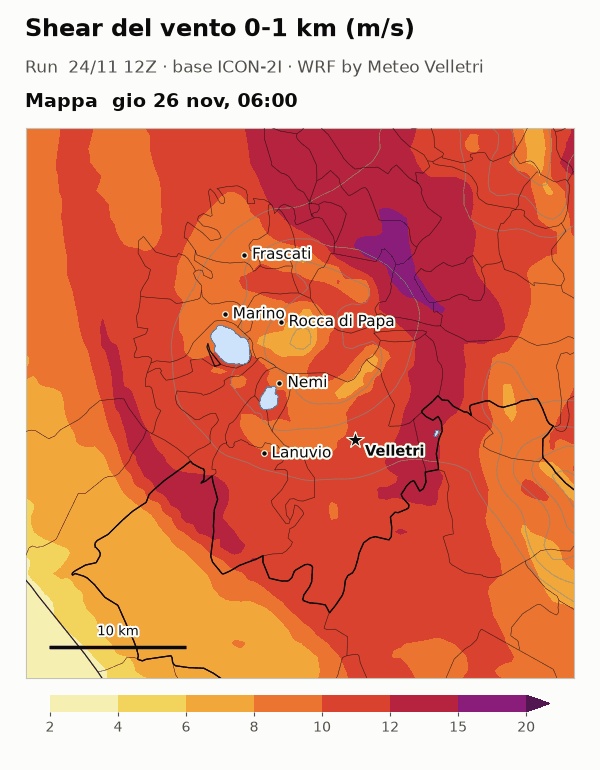 Shear del vento 0-1 km (m/s)
Run  24/11 12Z · base ICON-2I · WRF by Meteo Velletri
Mappa  gio 26 nov, 06:00
Frascati
Marino
Rocca di Papa
Nemi
Velletri
Lanuvio
10 km
2 4 6 8 10 12 15 20